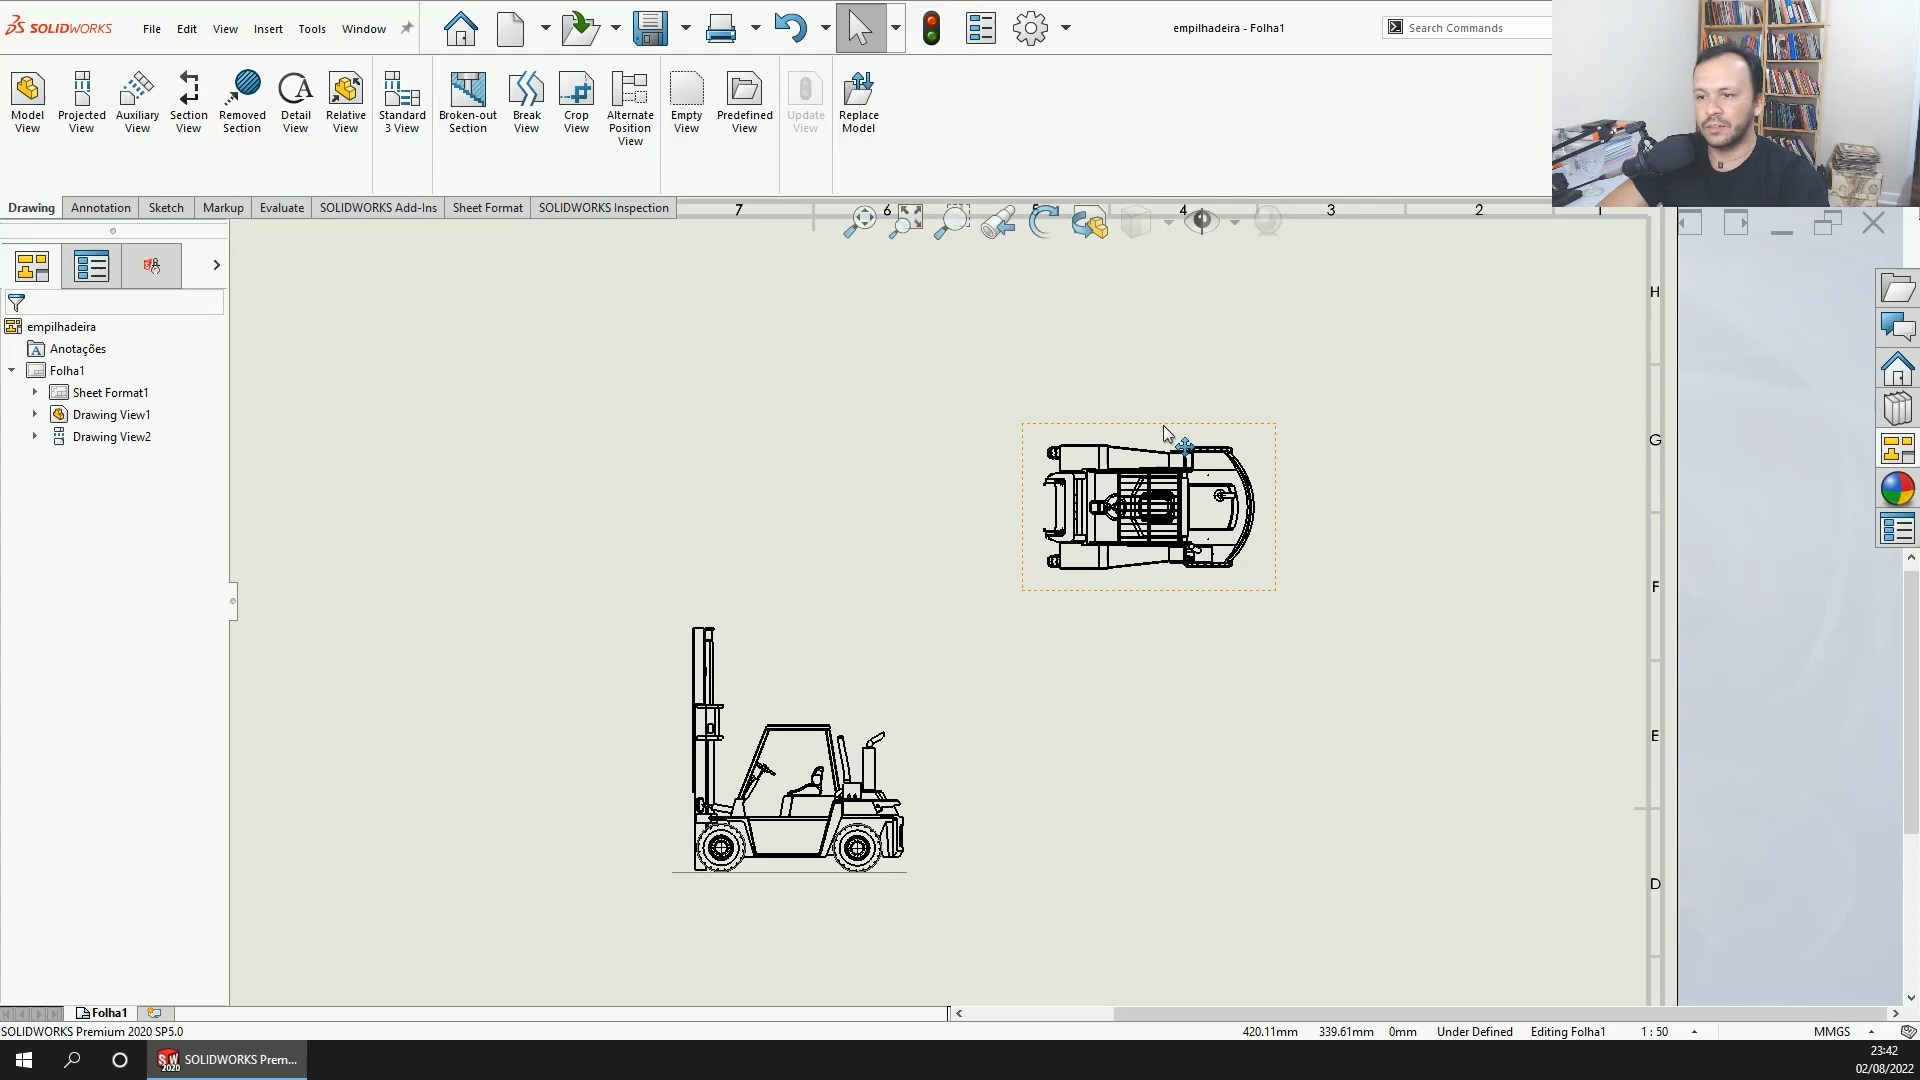 SOLIDWORKS File Edit View Insert Tools Window
empilhadeira - Folha1
Search Commands
Model View
Projected View
Auxiliary View
Section View
Removed Section
Detail View
Relative View
Standard 3 View
Broken-out Section
Break View
Crop View
Alternate Position View
Empty View
Predefined View
Update View
Replace Model
Drawing Annotation Sketch Markup Evaluate SOLIDWORKS Add-Ins Sheet Format SOLIDWORKS Inspection
7 6 5 4 3 2 1
empilhadeira
Anotações
Folha1
Sheet Format1
Drawing View1
Drawing View2
H
G
F
E
D
Folha1
SOLIDWORKS Premium 2020 SP5.0 420.11mm 339.61mm 0mm Under Defined Editing Folha1 1 : 50 MMGS
SW 2020 SOLIDWORKS Prem...
23:42
02/08/2022